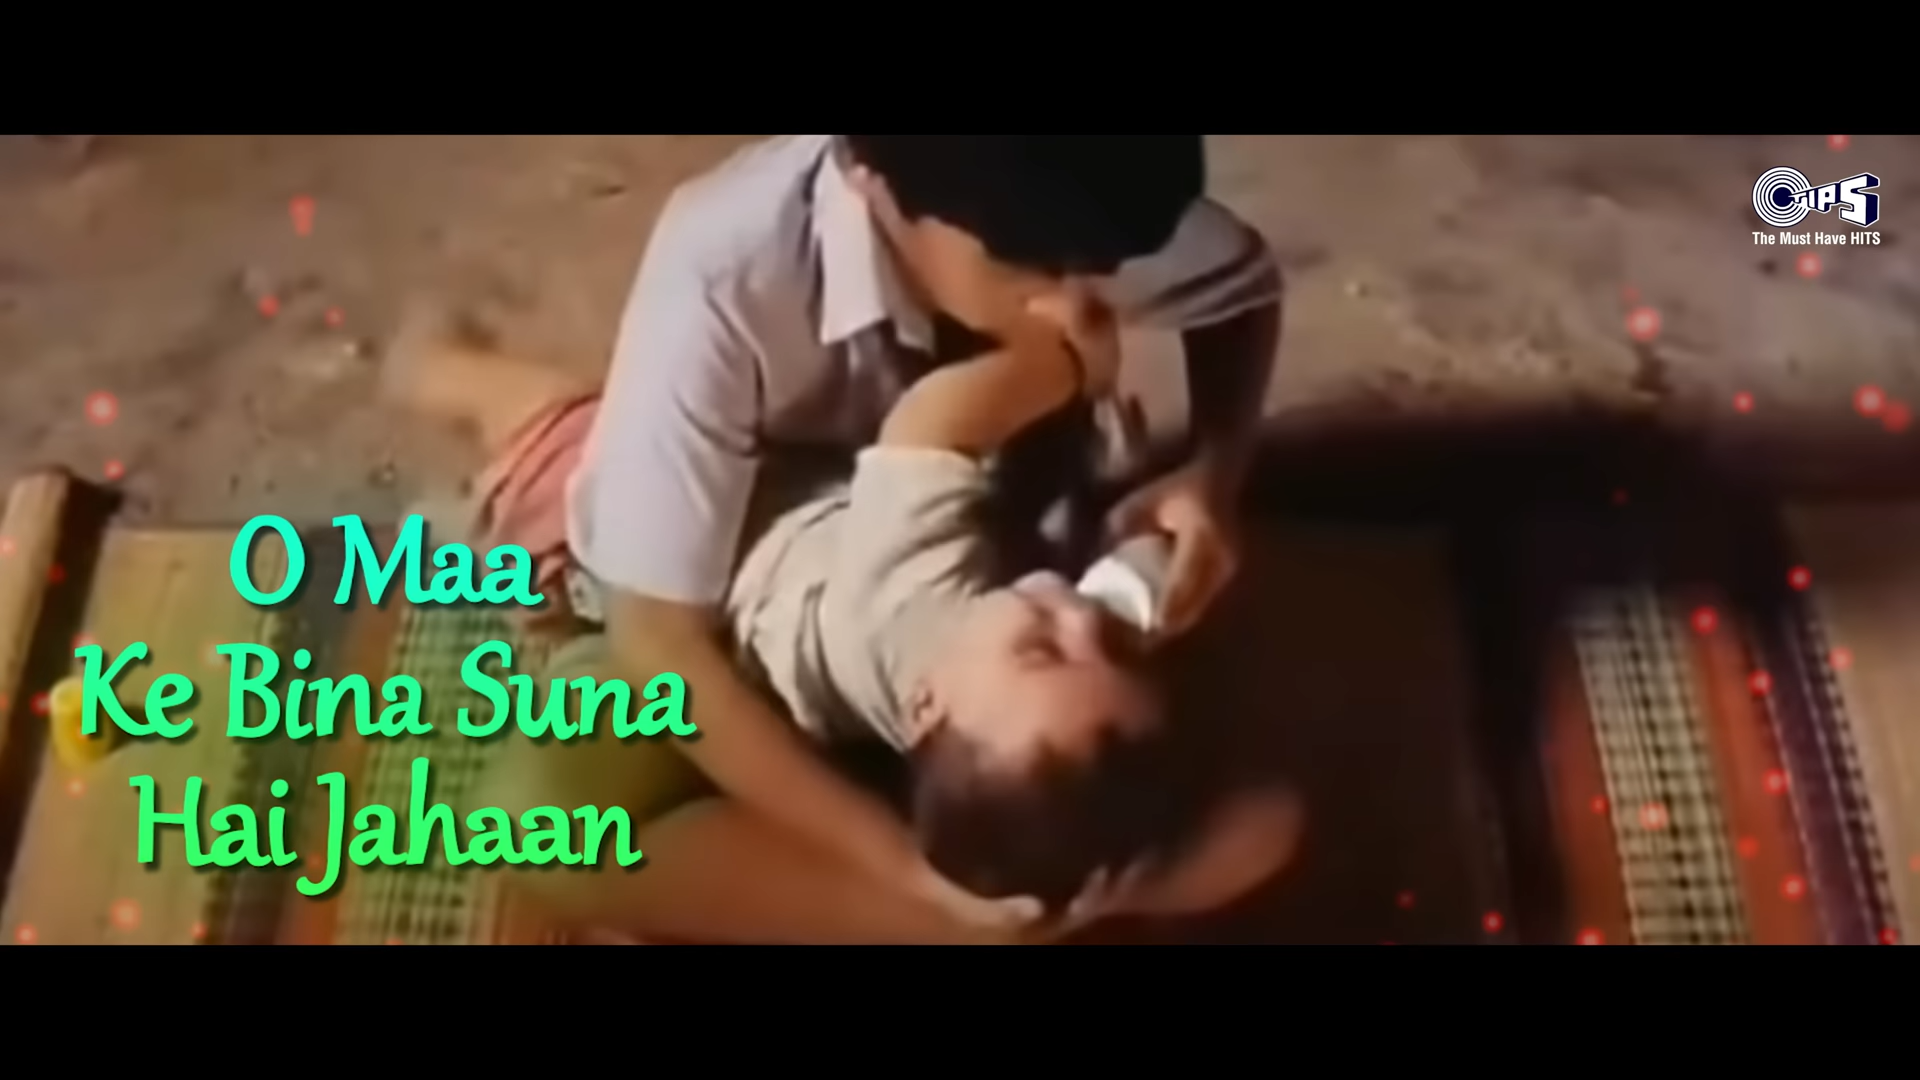 TIPS
The Must Have HITS
O Maa
Ke Bina Suna
Hai Jahaan